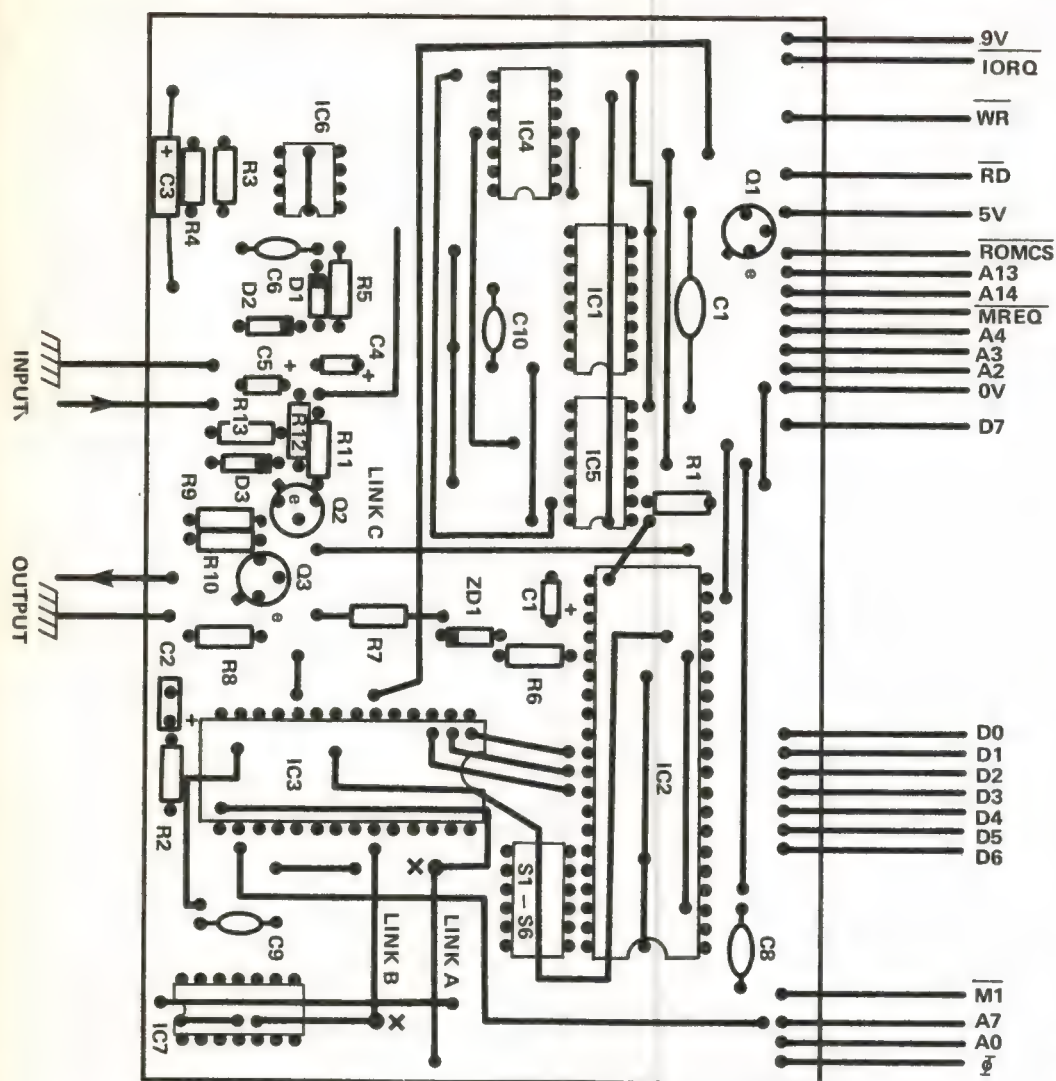 9V
IORQ
WR
RD
5V
ROMCS
A13
A14
MREQ
A4
A3
A2
0V
D7
D0
D1
D2
D3
D4
D5
D6
M1
A7
A0
ϕ
IC6
+
C3
R4
R3
C6
D1
D2
R5
C5
+
C4
+
INPUT
R13
R12
R11
D3
LINK C
R9
e
Q2
R10
Q3
e
OUTPUT
R8
R7
C2
+
R2
IC3
IC4
IC1
C10
IC5
C1
Q1
e
R1
ZD1
C1
+
R6
IC2
S1 – S6
X
LINK A
LINK B
X
C9
IC7
C8